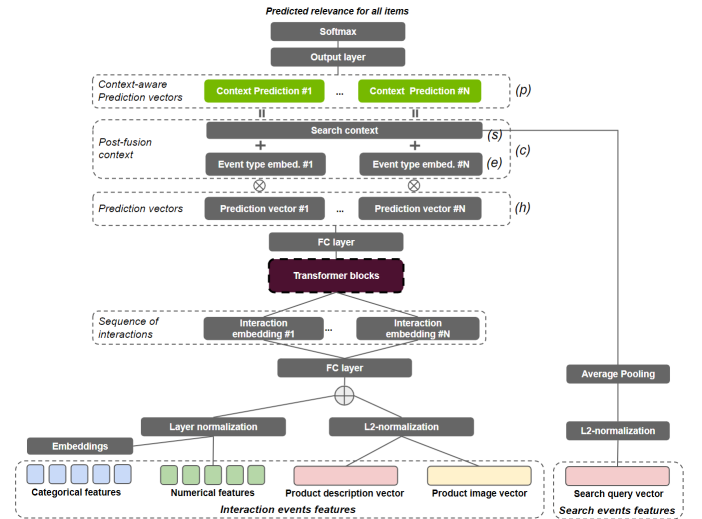 Predicted relevance for all items
Softmax
Output layer
Context-aware
Prediction vectors
Context Prediction #1
...
Context Prediction #N
(p)
=
=
Post-fusion
context
Search context
(s)
+
+
(c)
Event type embed. #1
Event type embed. #N
(e)
⊗
⊗
Prediction vectors
Prediction vector #1
...
Prediction vector #N
(h)
FC layer
Transformer blocks
Sequence of
interactions
Interaction
embedding #1
...
Interaction
embedding #N
FC layer
Average Pooling
Layer normalization
L2-normalization
L2-normalization
Embeddings
Categorical features
Numerical features
Product description vector
Product image vector
Search query vector
Interaction events features
Search events features